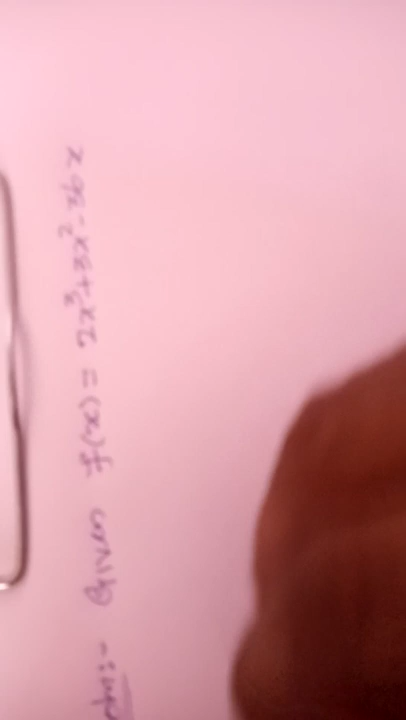 Given f(x) = 2x³+3x²-36x